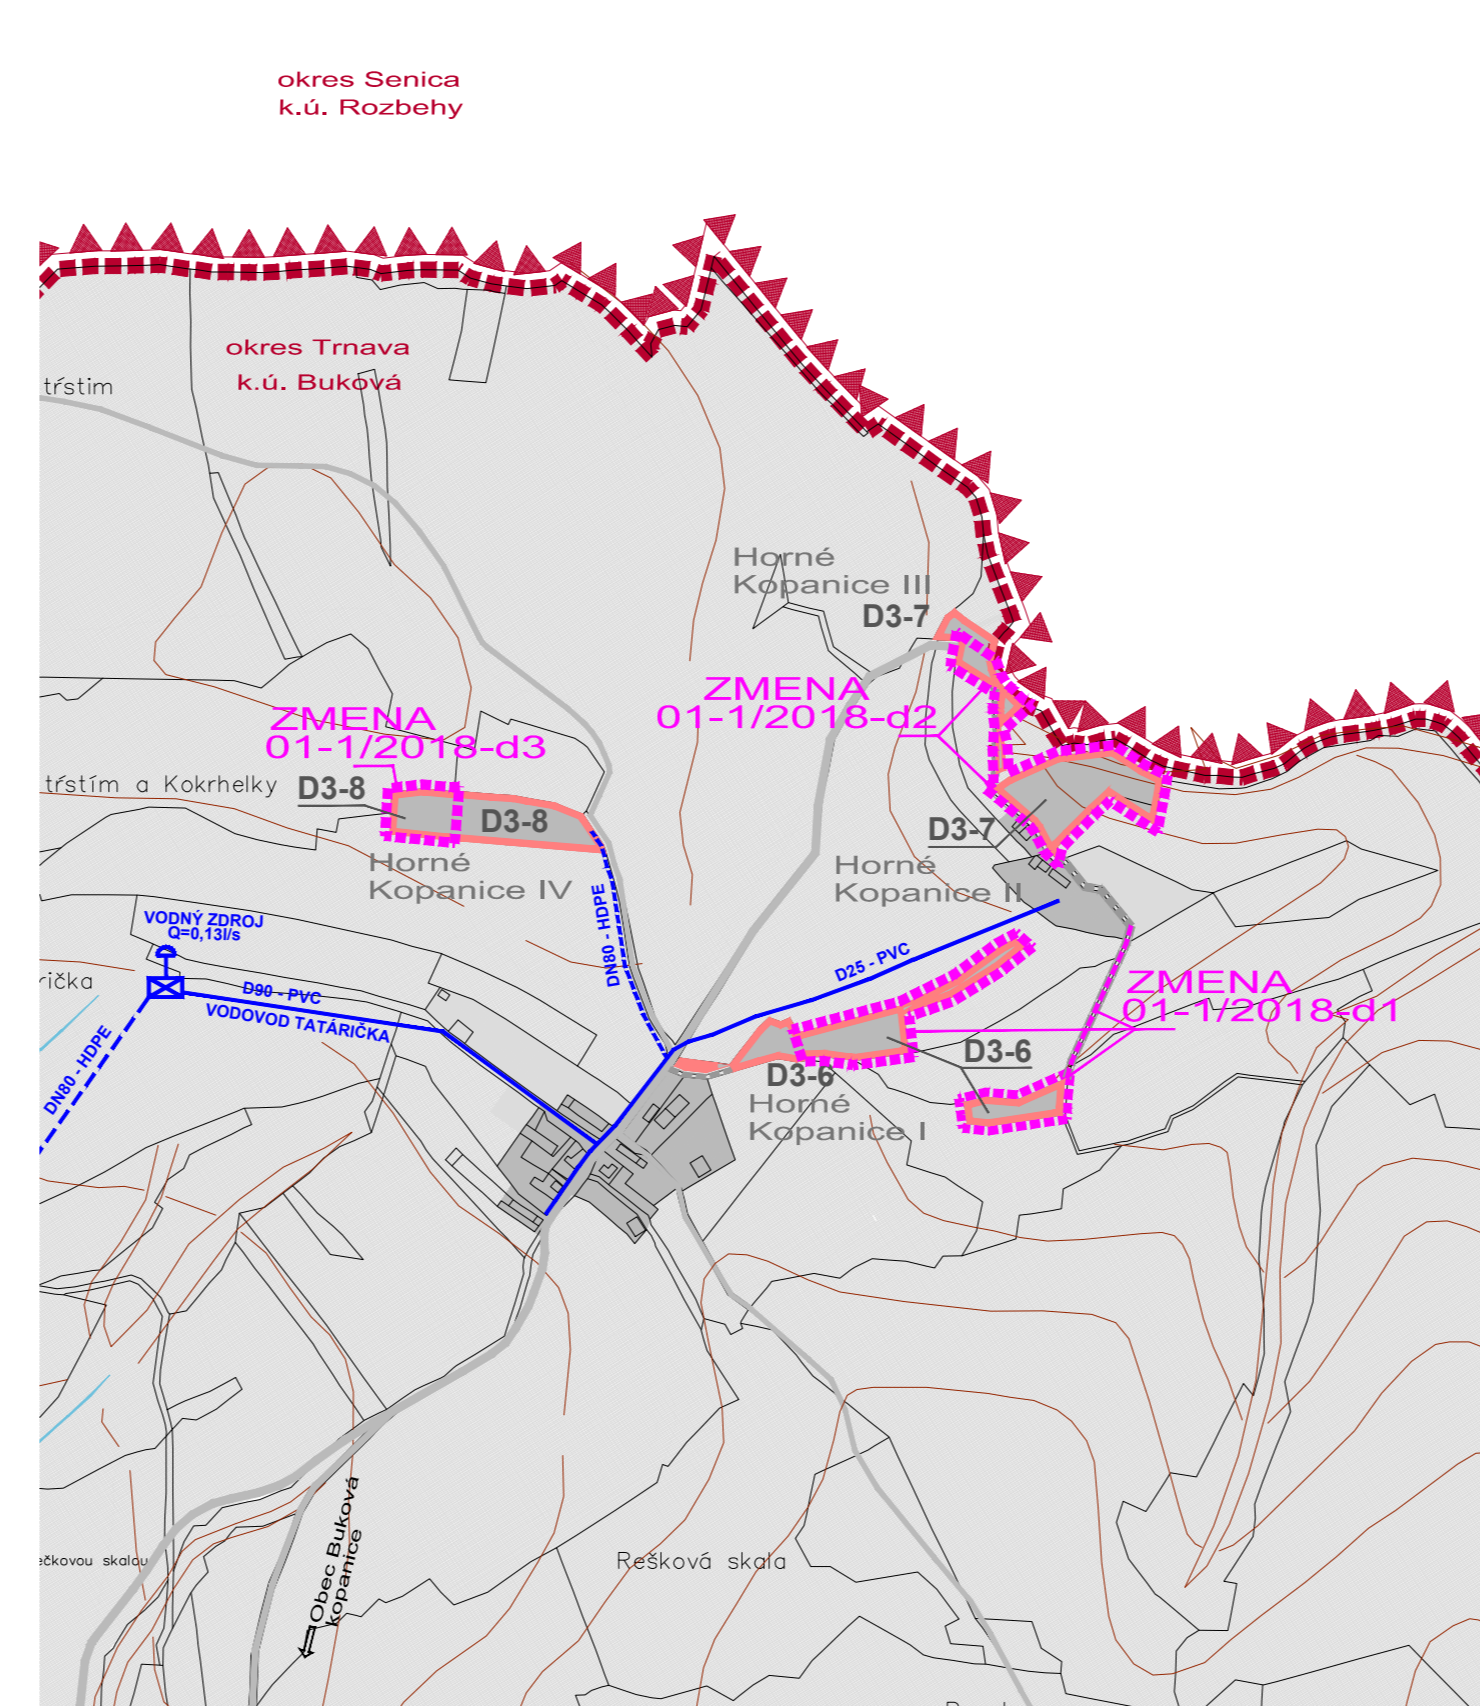 okres Senica
k.ú. Rozbehy
okres Trnava
k.ú. Buková
tŕstim
Horné
Kopanice III
D3-7
ZMENA
01-1/2018-d2
ZMENA
01-1/2018-d3
tŕstím a Kokrhelky
D3-8
D3-8
D3-7
Horné
Kopanice IV
Horné
Kopanice II
DN80 - HDPE
VODNÝ ZDROJ
Q=0,13l/s
D25 - PVC
rička
D90 - PVC
VODOVOD TATÁRIČKA
ZMENA
01-1/2018-d1
DN80 - HDPE
D3-6
D3-6
Horné
Kopanice I
Obec Buková
kopanice
ečkovou skalou
Rešková skala